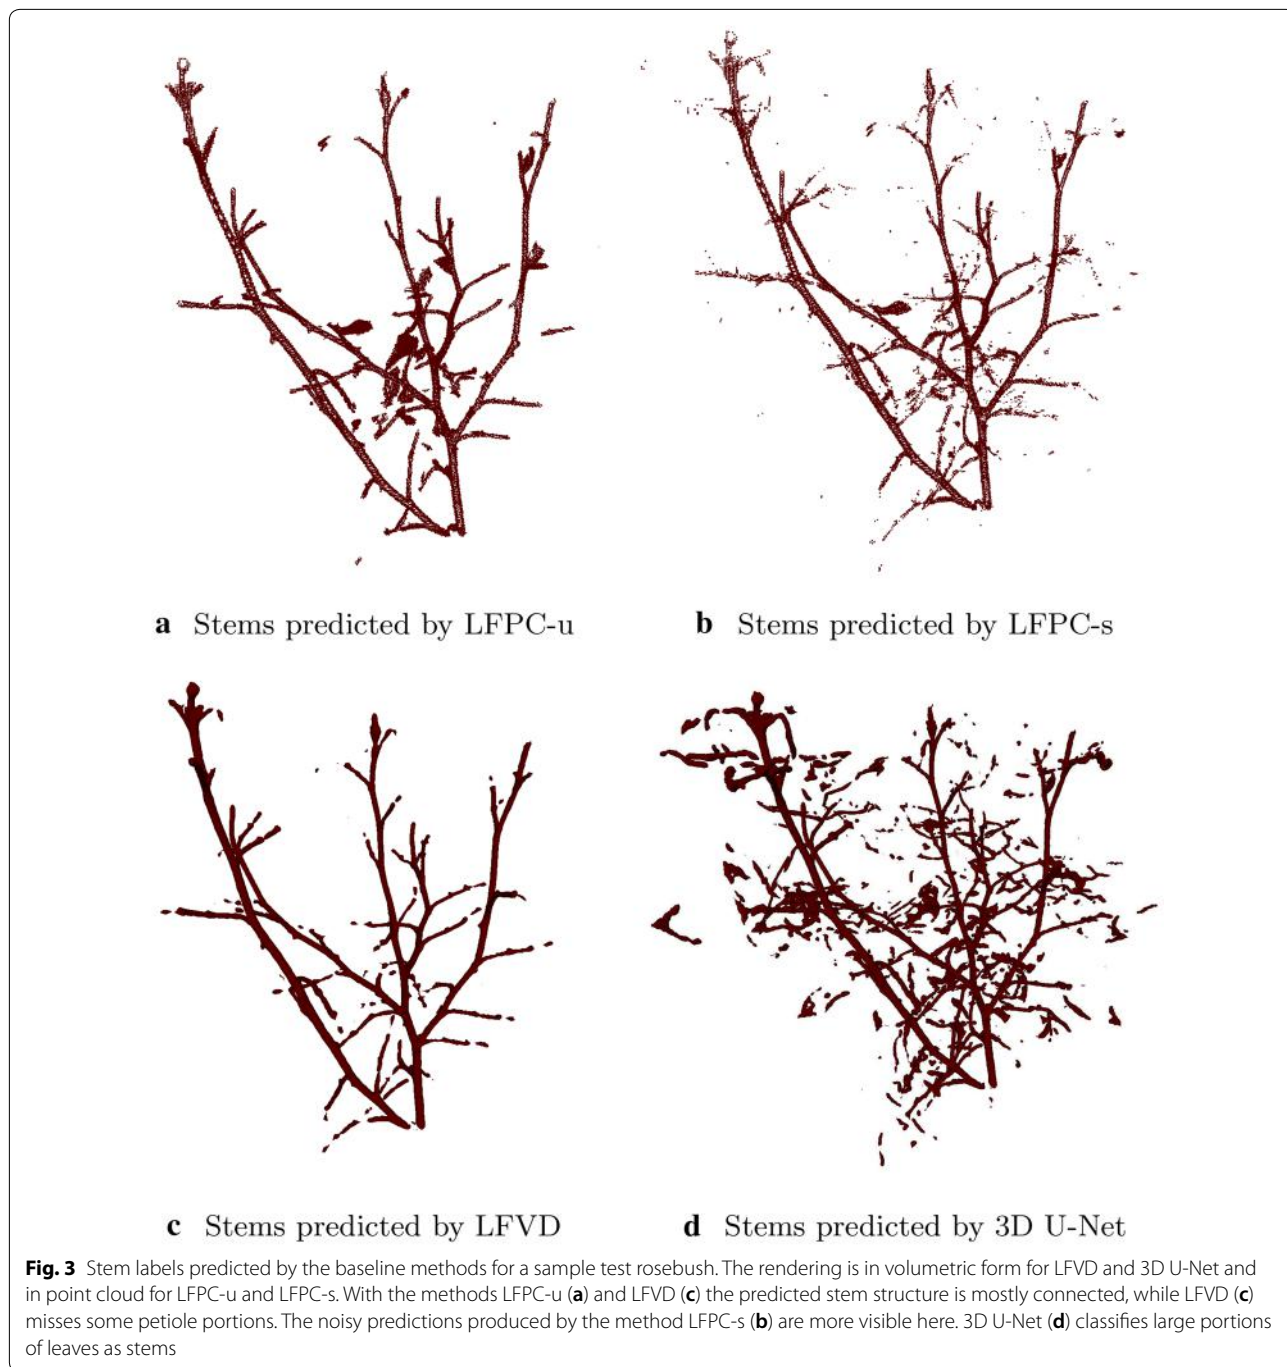 a Stems predicted by LFPC-u
b Stems predicted by LFPC-s
c Stems predicted by LFVD
d Stems predicted by 3D U-Net
Fig. 3 Stem labels predicted by the baseline methods for a sample test rosebush. The rendering is in volumetric form for LFVD and 3D U-Net and
in point cloud for LFPC-u and LFPC-s. With the methods LFPC-u (a) and LFVD (c) the predicted stem structure is mostly connected, while LFVD (c)
misses some petiole portions. The noisy predictions produced by the method LFPC-s (b) are more visible here. 3D U-Net (d) classifies large portions
of leaves as stems